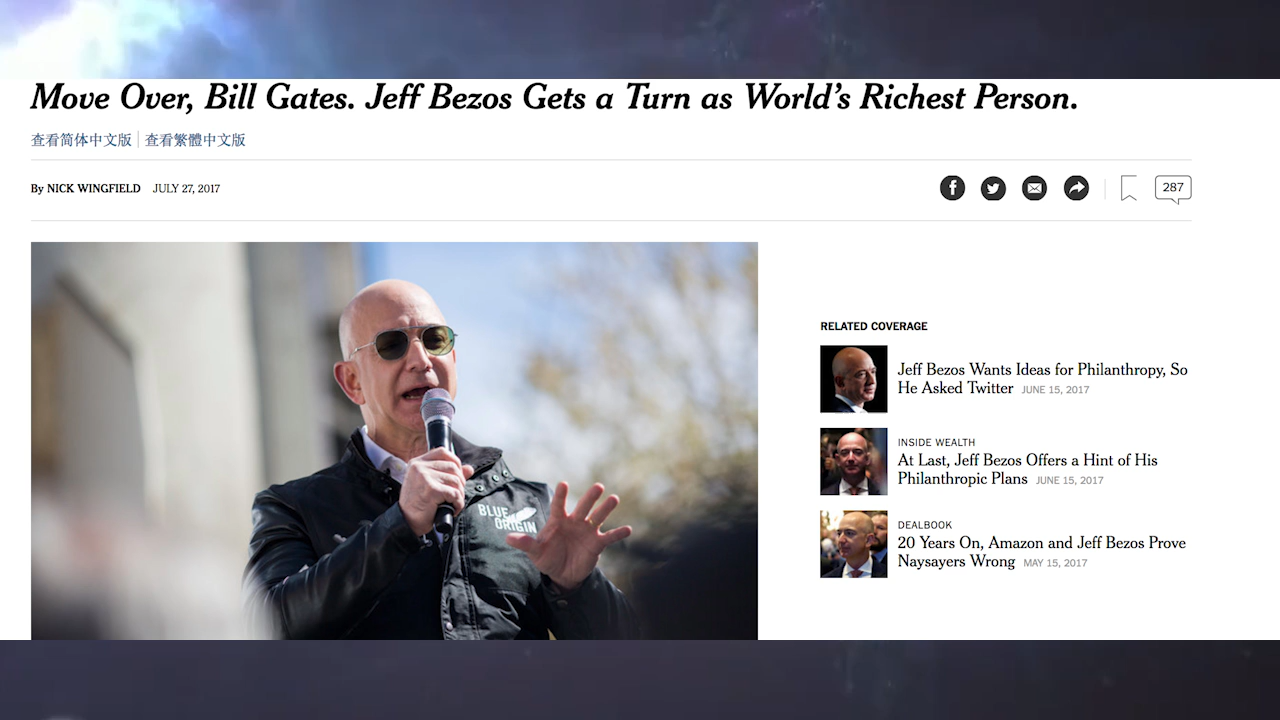 Move Over, Bill Gates. Jeff Bezos Gets a Turn as World’s Richest Person.
查看简体中文版 | 查看繁體中文版
By NICK WINGFIELD JULY 27, 2017
287
BLUE
ORIGIN
RELATED COVERAGE
Jeff Bezos Wants Ideas for Philanthropy, So
He Asked Twitter JUNE 15, 2017
INSIDE WEALTH
At Last, Jeff Bezos Offers a Hint of His
Philanthropic Plans JUNE 15, 2017
DEALBOOK
20 Years On, Amazon and Jeff Bezos Prove
Naysayers Wrong MAY 15, 2017